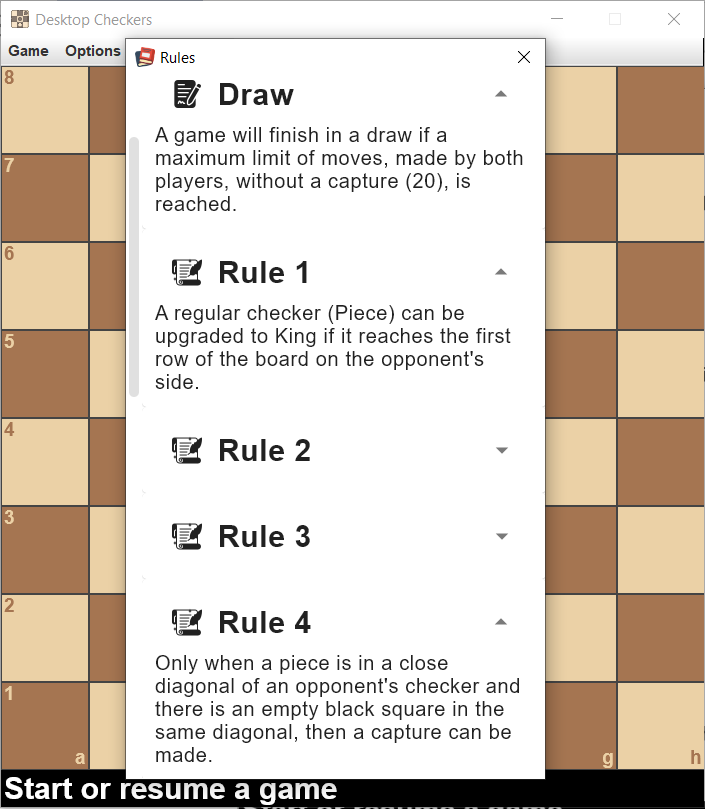 Desktop Checkers
Game Options
Rules
8
7
6
5
4
3
2
1
a
g
h
Draw
A game will finish in a draw if a
maximum limit of moves, made by both
players, without a capture (20), is
reached.
Rule 1
A regular checker (Piece) can be
upgraded to King if it reaches the first
row of the board on the opponent's
side.
Rule 2
Rule 3
Rule 4
Only when a piece is in a close
diagonal of an opponent's checker and
there is an empty black square in the
same diagonal, then a capture can be
made.
Start or resume a game